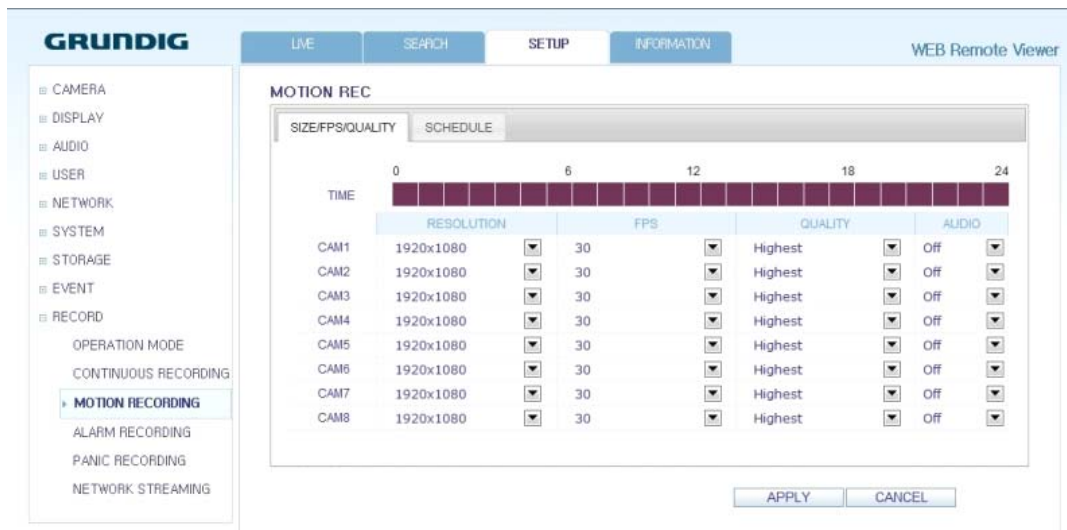 GRUNDIG
LIVE SEARCH SETUP INFORMATION
WEB Remote Viewer
CAMERA
DISPLAY
AUDIO
USER
NETWORK
SYSTEM
STORAGE
EVENT
RECORD
OPERATION MODE
CONTINUOUS RECORDING
MOTION RECORDING
ALARM RECORDING
PANIC RECORDING
NETWORK STREAMING
MOTION REC
SIZE/FPS/QUALITY SCHEDULE
0 6 12 18 24
TIME
RESOLUTION FPS QUALITY AUDIO
CAM1 1920x1080 30 Highest Off
CAM2 1920x1080 30 Highest Off
CAM3 1920x1080 30 Highest Off
CAM4 1920x1080 30 Highest Off
CAM5 1920x1080 30 Highest Off
CAM6 1920x1080 30 Highest Off
CAM7 1920x1080 30 Highest Off
CAM8 1920x1080 30 Highest Off
APPLY CANCEL